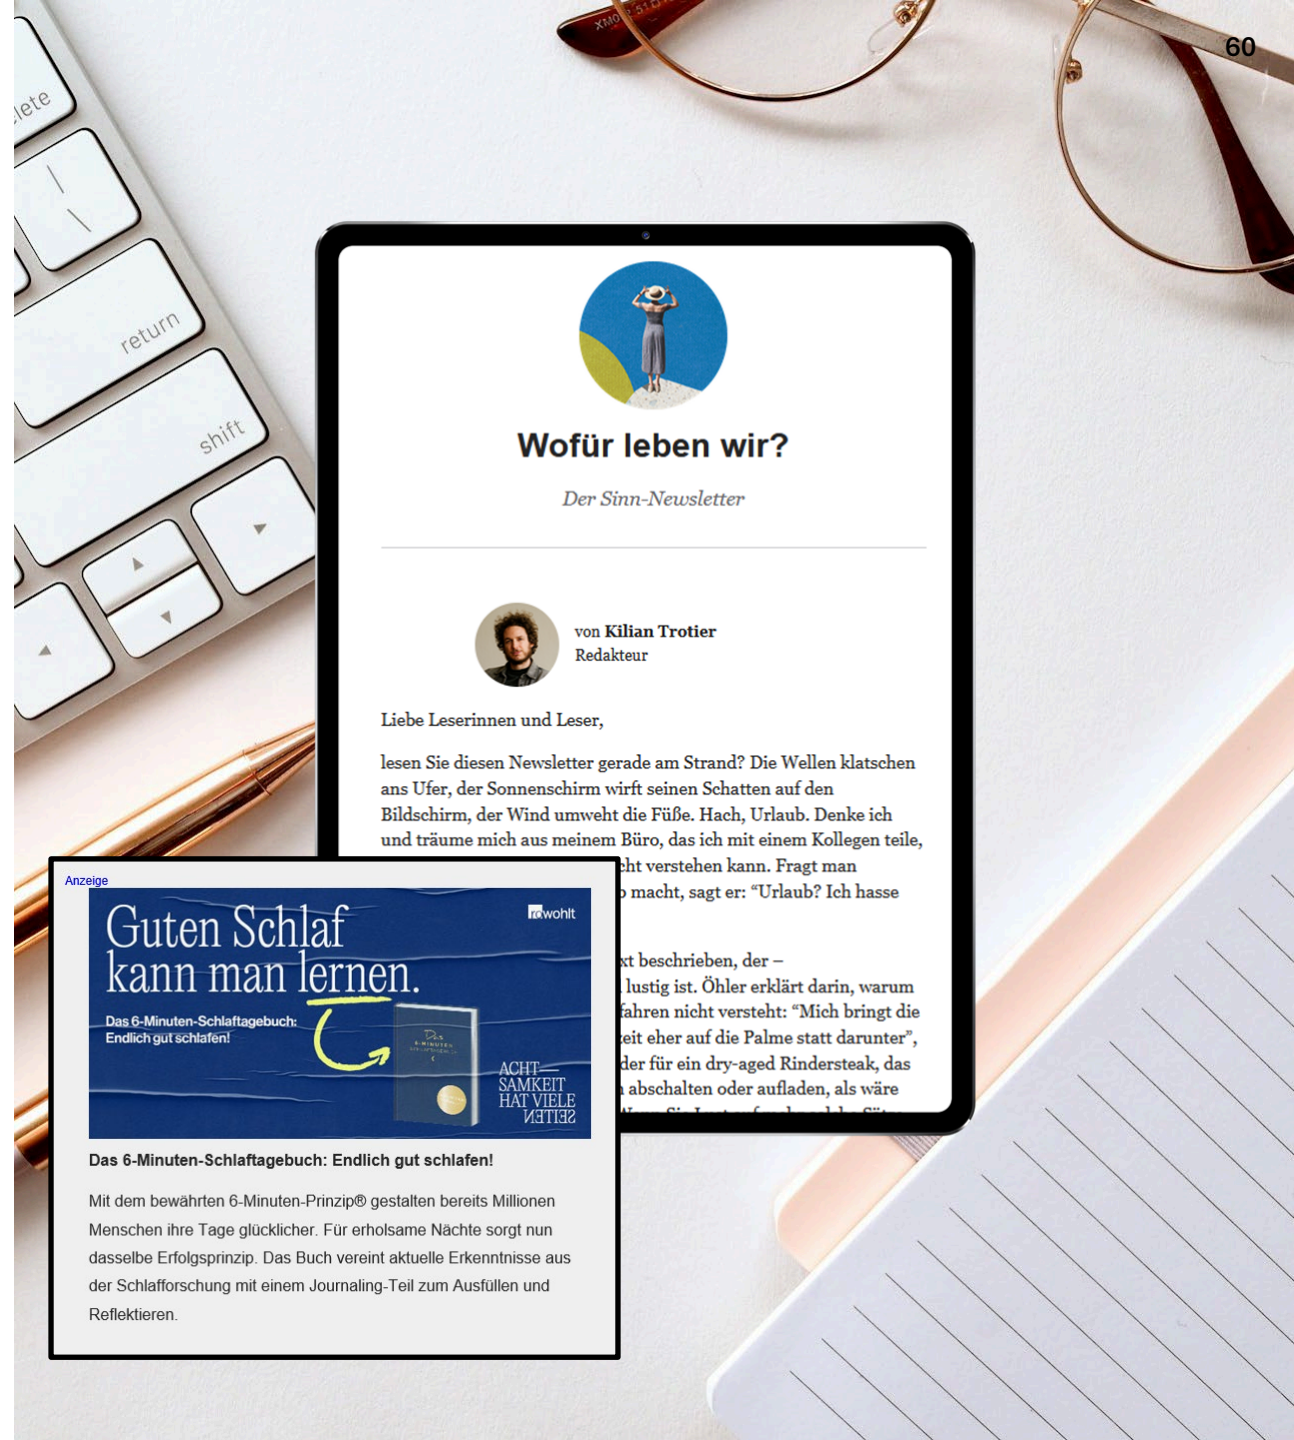 60
XM
51
lete
return
shift
Wofür leben wir?
Der Sinn-Newsletter
von Kilian Trotier
Redakteur
Liebe Leserinnen und Leser,
lesen Sie diesen Newsletter gerade am Strand? Die Wellen klatschen
ans Ufer, der Sonnenschirm wirft seinen Schatten auf den
Bildschirm, der Wind umweht die Füße. Hach, Urlaub. Denke ich
und träume mich aus meinem Büro, das ich mit einem Kollegen teile,
cht verstehen kann. Fragt man
macht, sagt er: “Urlaub? Ich hasse
xt beschrieben, der –
lustig ist. Öhler erklärt darin, warum
fahren nicht versteht: “Mich bringt die
zeit eher auf die Palme statt darunter”,
der für ein dry-aged Rindersteak, das
abschalten oder aufladen, als wäre
Anzeige
Guten Schlaf
kann man lernen.
rowohlt
Das 6-Minuten-Schlaftagebuch:
Endlich gut schlafen!
Das
6-MINUTEN
ACHT—
SAMKEIT
HAT VIELE
SEITEN
Das 6-Minuten-Schlaftagebuch: Endlich gut schlafen!
Mit dem bewährten 6-Minuten-Prinzip® gestalten bereits Millionen
Menschen ihre Tage glücklicher. Für erholsame Nächte sorgt nun
dasselbe Erfolgsprinzip. Das Buch vereint aktuelle Erkenntnisse aus
der Schlafforschung mit einem Journaling-Teil zum Ausfüllen und
Reflektieren.